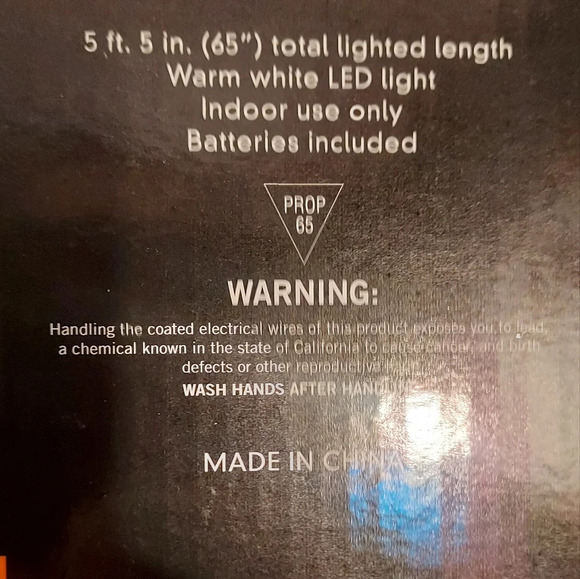 5 ft. 5 in. (65") total lighted length
Warm white LED light
Indoor use only
Batteries included
PROP
65
WARNING:
Handling the coated electrical wires of this product exposes you to lead,
a chemical known in the state of California to cause cancer, and birth
defects or other reproductive
WASH HANDS AFTER HANDLING
MADE IN CHINA